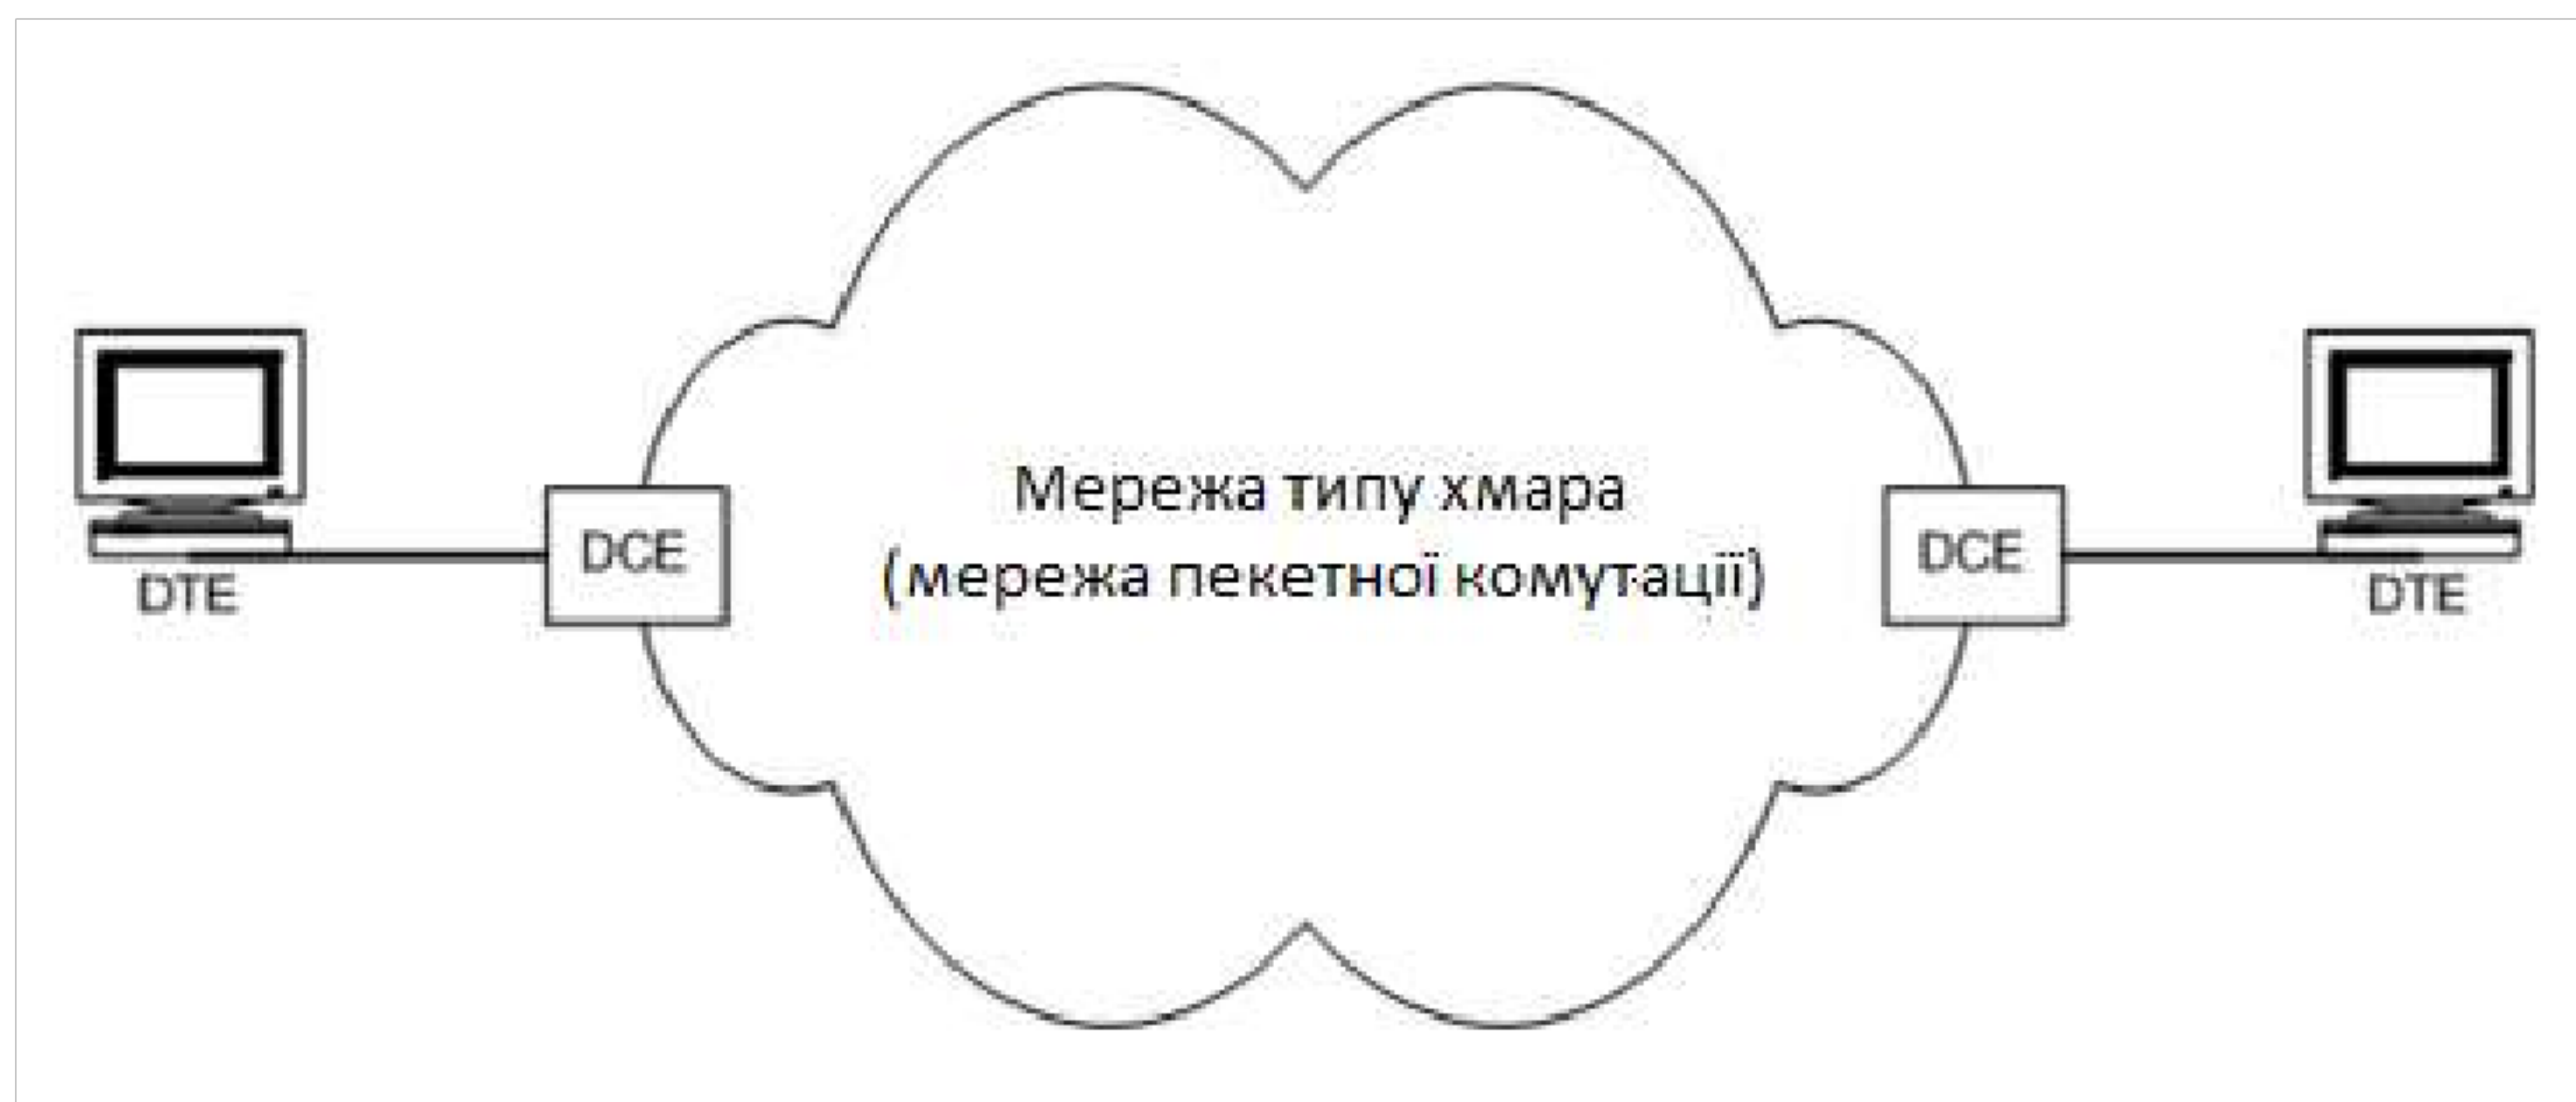 Мережа типу хмара
(мережа пекетної комутації)
DCE
DCE
DTE
DTE